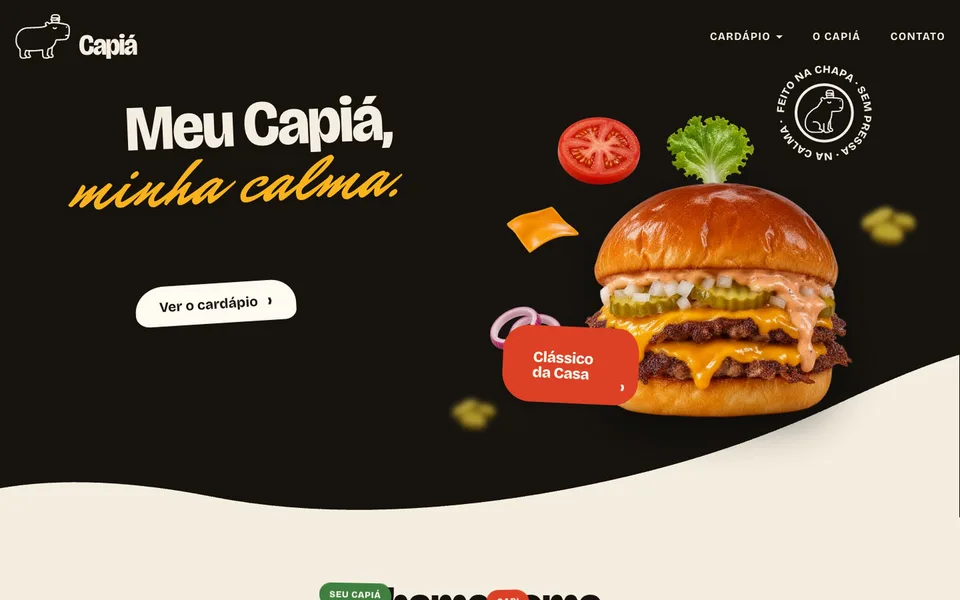 Capiá
CARDÁPIO
O CAPIÁ
CONTATO
FEITO NA CHAPA · SEM PRESSA · NA CALMA ·
Meu Capiá,
minha calma.
Ver o cardápio
Clássico
da Casa
SEU CAPIÁ